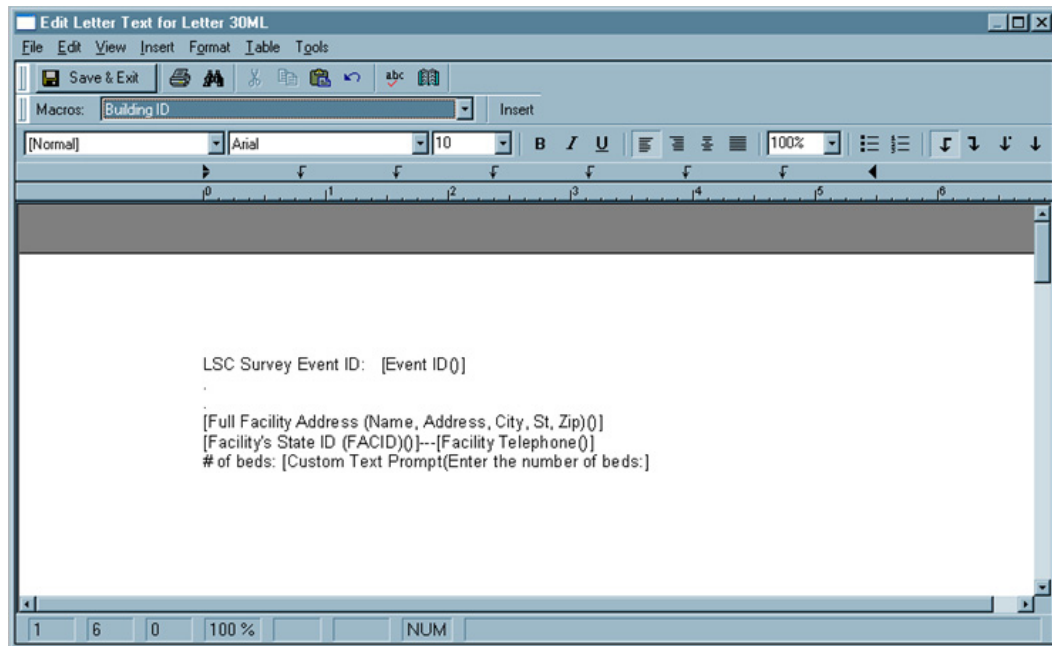 Edit Letter Text for Letter 30ML
File Edit View Insert Format Table Tools
Save & Exit abc
Macros: Building ID Insert
[Normal] Arial 10 B I U 100%
0 1 2 3 4 5 6
LSC Survey Event ID: [Event ID()]
.
.
[Full Facility Address (Name, Address, City, St, Zip)()]
[Facility's State ID (FACID)()]---[Facility Telephone()]
# of beds: [Custom Text Prompt(Enter the number of beds:]
1 6 0 100 % NUM